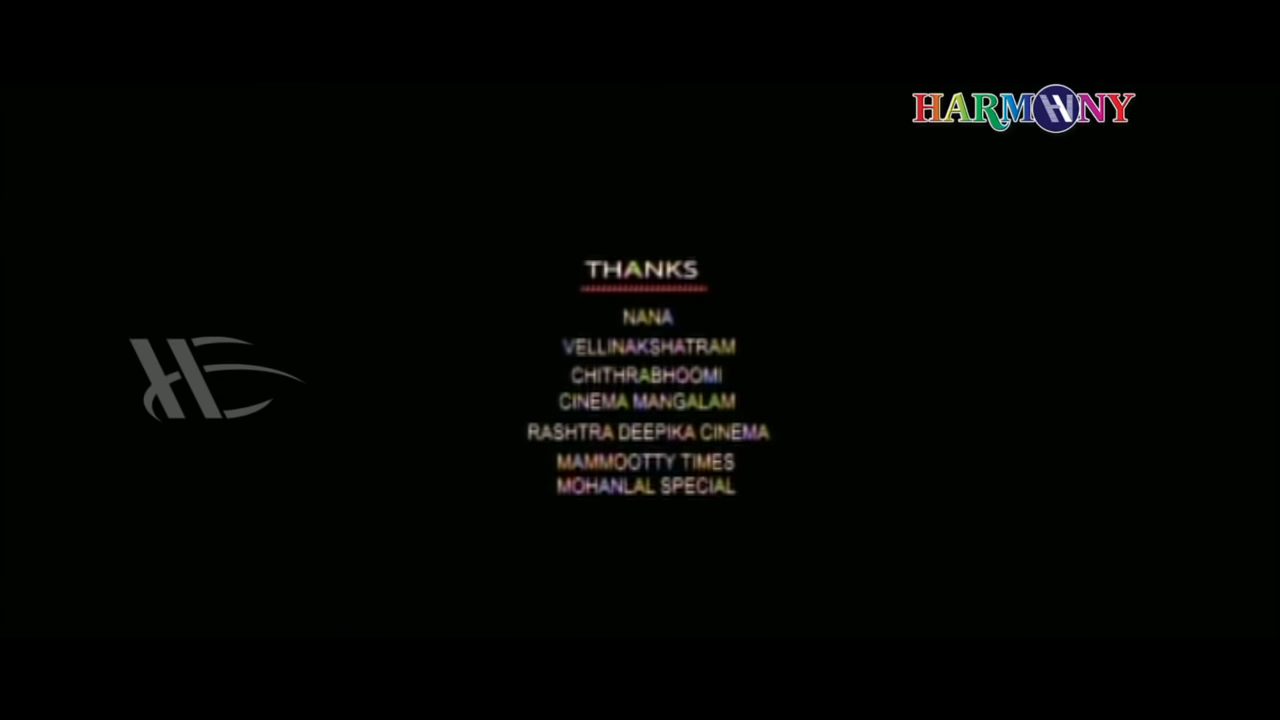 HARMONY
THANKS
NANA
VELLINAKSHATRAM
CHITHRABHOOMI
CINEMA MANGALAM
RASHTRA DEEPIKA CINEMA
MAMMOOTTY TIMES
MOHANLAL SPECIAL